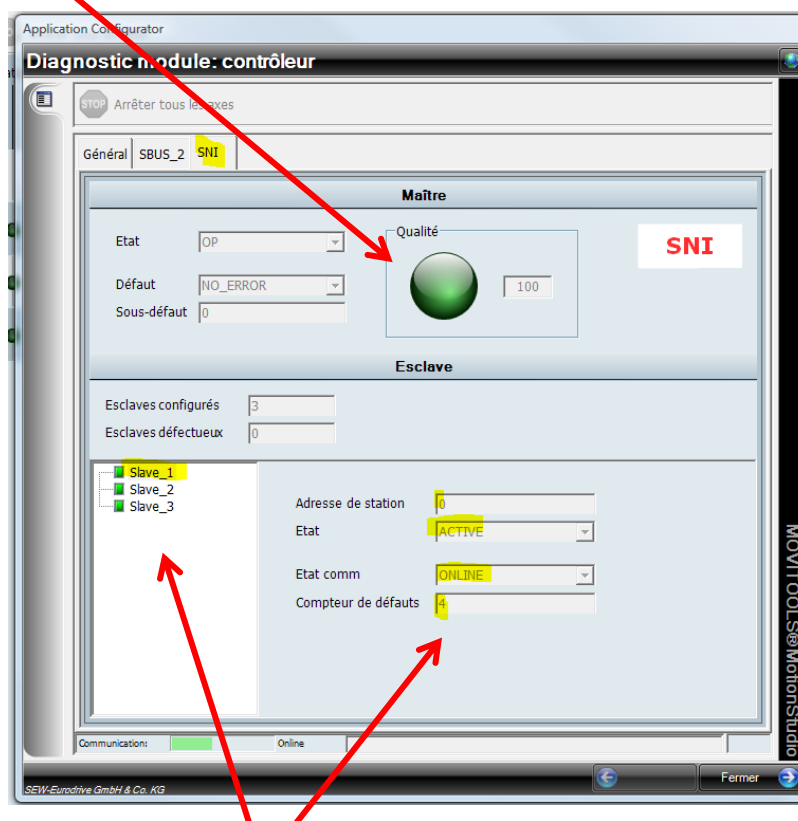 Application Configurator
Diagnostic module: contrôleur
STOP Arrêter tous les axes
Général SBUS_2 SNI
Maître
Etat OP
Qualité
SNI
Défaut NO_ERROR
100
Sous-défaut 0
Esclave
Esclaves configurés 3
Esclaves défectueux 0
Slave_1
Slave_2
Slave_3
Adresse de station 0
Etat ACTIVE
Etat comm ONLINE
Compteur de défauts 4
MOVITOOLS®MotionStudio
Communication: Online
Fermer
SEW-Eurodrive GmbH & Co. KG